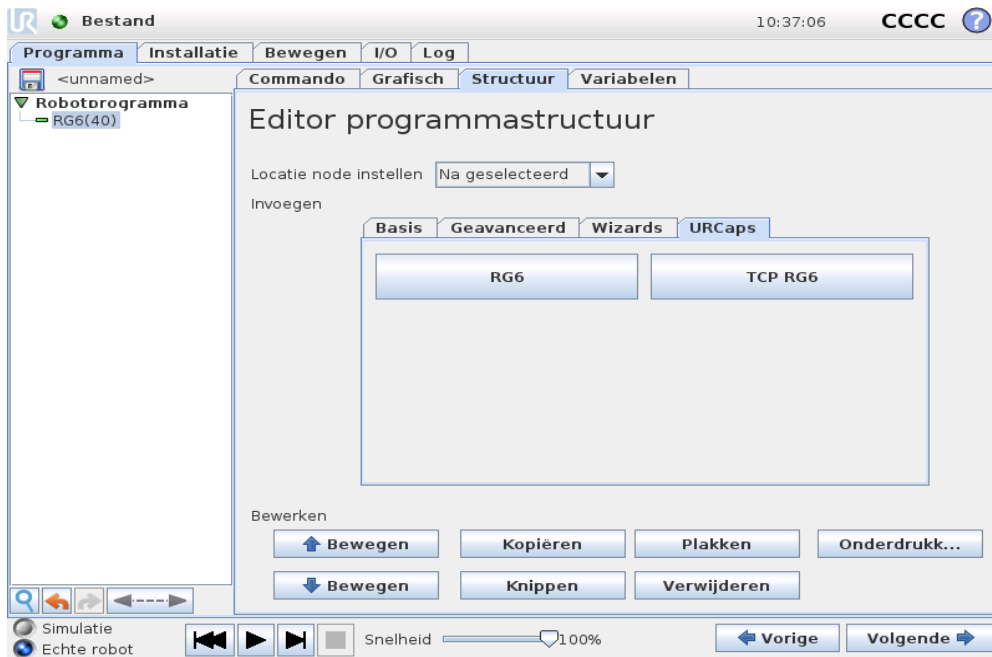 UR Bestand 10:37:06 CCCC ?
Programma Installatie Bewegen I/O Log
<unnamed> Commando Grafisch Structuur Variabelen
Robotprogramma
RG6(40)
Editor programmastructuur
Locatie node instellen Na geselecteerd
Invoegen
Basis Geavanceerd Wizards URCaps
RG6 TCP RG6
Bewerken
Bewegen Kopiëren Plakken Onderdrukk...
Bewegen Knippen Verwijderen
Simulatie
Echte robot
Snelheid 100% Vorige Volgende